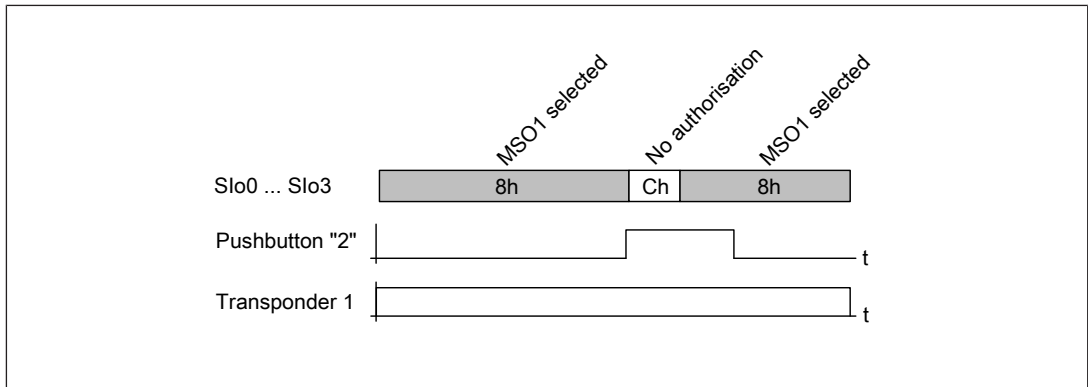 MSO1 selected
No authorisation
MSO1 selected
SIo0 ... SIo3
8h
Ch
8h
Pushbutton "2"
t
Transponder 1
t